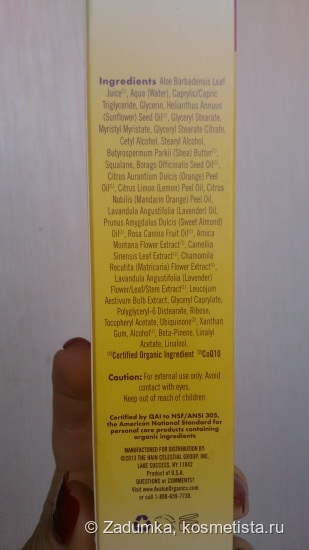 Ingredients Aloe Barbadensis Leaf
Juice⁽¹⁾, Aqua (Water), Caprylic/Capric
Triglyceride, Glycerin, Helianthus Annuus
(Sunflower) Seed Oil⁽¹⁾, Glyceryl Stearate,
Myristyl Myristate, Glyceryl Stearate Citrate,
Cetyl Alcohol, Stearyl Alcohol,
Butyrospermum Parkii (Shea) Butter⁽¹⁾,
Squalane, Borago Officinalis Seed Oil⁽¹⁾,
Citrus Aurantium Dulcis (Orange) Peel
Oil⁽¹⁾, Citrus Limon (Lemon) Peel Oil, Citrus
Nobilis (Mandarin Orange) Peel Oil,
Lavandula Angustifolia (Lavender) Oil,
Prunus Amygdalus Dulcis (Sweet Almond)
Oil⁽¹⁾, Rosa Canina Fruit Oil⁽¹⁾, Arnica
Montana Flower Extract⁽¹⁾, Camellia
Sinensis Leaf Extract⁽¹⁾, Chamomilla
Recutita (Matricaria) Flower Extract⁽¹⁾,
Lavandula Angustifolia (Lavender)
Flower/Leaf/Stem Extract⁽¹⁾, Leucojum
Aestivum Bulb Extract, Glyceryl Caprylate,
Polyglyceryl-6 Distearate, Ribose,
Tocopheryl Acetate, Ubiquinone⁽²⁾, Xanthan
Gum, Alcohol⁽¹⁾, Beta-Pinene, Linalyl
Acetate, Linalool.
⁽¹⁾Certified Organic Ingredient ⁽²⁾CoQ10
Caution: For external use only. Avoid
contact with eyes.
Keep out of reach of children
Certified by QAI to NSF/ANSI 305,
the American National Standard for
personal care products containing
organic ingredients
MANUFACTURED FOR DISTRIBUTION BY:
©2013 THE HAIN CELESTIAL GROUP, INC.
LAKE SUCCESS, NY 11042
Product of U.S.A.
QUESTIONS or COMMENTS?
Visit www.AvalonOrganics.com
or call 1-888-659-7730.
© Zadumka, kosmetista.ru